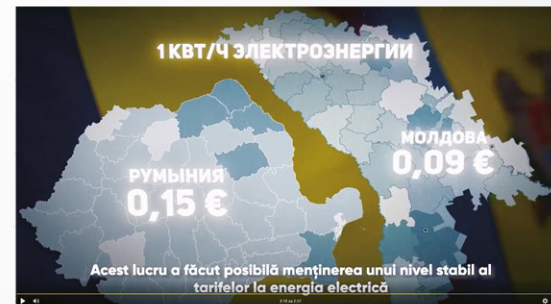 1 КВТ/Ч ЭЛЕКТРОЭНЕРГИИ
МОЛДОВА
0,09 €
РУМЫНИЯ
0,15 €
Acest lucru a făcut posibilă menținerea unui nivel stabil al
tarifelor la energia electrică